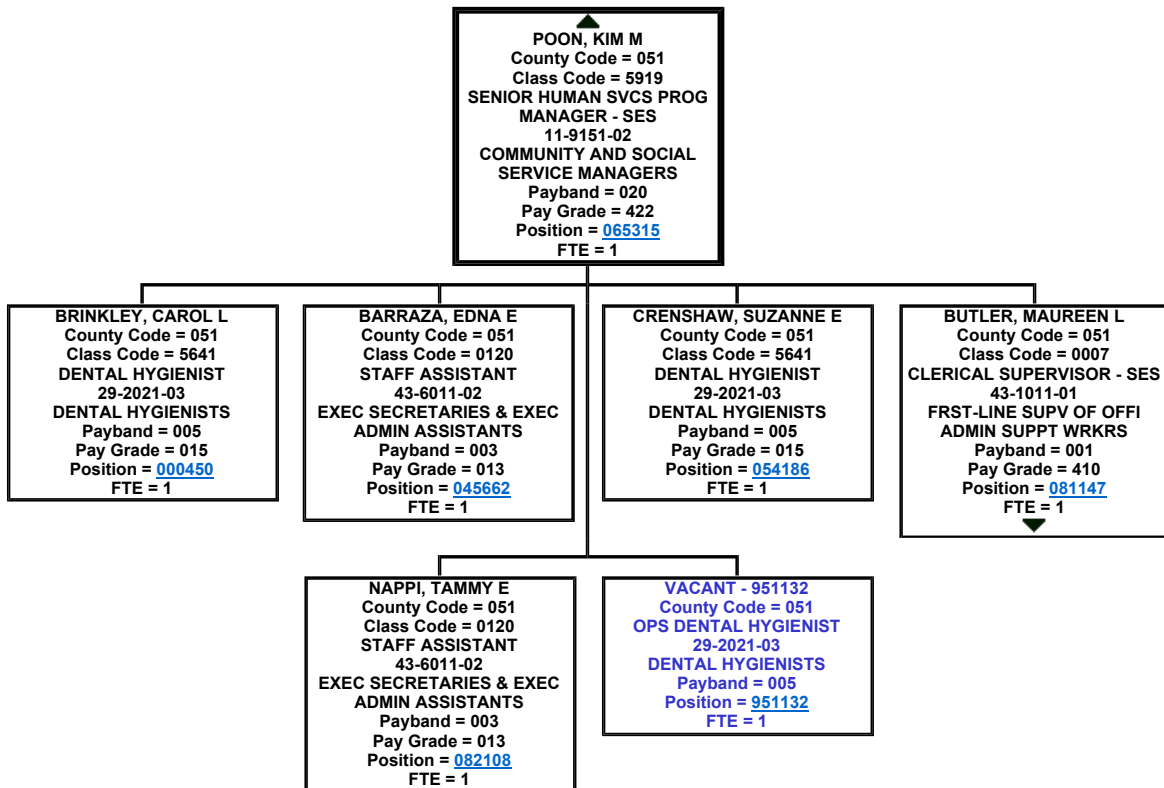 POON, KIM M
County Code = 051
Class Code = 5919
SENIOR HUMAN SVCS PROG
MANAGER - SES
11-9151-02
COMMUNITY AND SOCIAL
SERVICE MANAGERS
Payband = 020
Pay Grade = 422
Position = 065315
FTE = 1
BRINKLEY, CAROL L
County Code = 051
Class Code = 5641
DENTAL HYGIENIST
29-2021-03
DENTAL HYGIENISTS
Payband = 005
Pay Grade = 015
Position = 000450
FTE = 1
BARRAZA, EDNA E
County Code = 051
Class Code = 0120
STAFF ASSISTANT
43-6011-02
EXEC SECRETARIES & EXEC
ADMIN ASSISTANTS
Payband = 003
Pay Grade = 013
Position = 045662
FTE = 1
CRENSHAW, SUZANNE E
County Code = 051
Class Code = 5641
DENTAL HYGIENIST
29-2021-03
DENTAL HYGIENISTS
Payband = 005
Pay Grade = 015
Position = 054186
FTE = 1
BUTLER, MAUREEN L
County Code = 051
Class Code = 0007
CLERICAL SUPERVISOR - SES
43-1011-01
FRST-LINE SUPV OF OFFI
ADMIN SUPPT WRKRS
Payband = 001
Pay Grade = 410
Position = 081147
FTE = 1
NAPPI, TAMMY E
County Code = 051
Class Code = 0120
STAFF ASSISTANT
43-6011-02
EXEC SECRETARIES & EXEC
ADMIN ASSISTANTS
Payband = 003
Pay Grade = 013
Position = 082108
FTE = 1
VACANT - 951132
County Code = 051
OPS DENTAL HYGIENIST
29-2021-03
DENTAL HYGIENISTS
Payband = 005
Position = 951132
FTE = 1